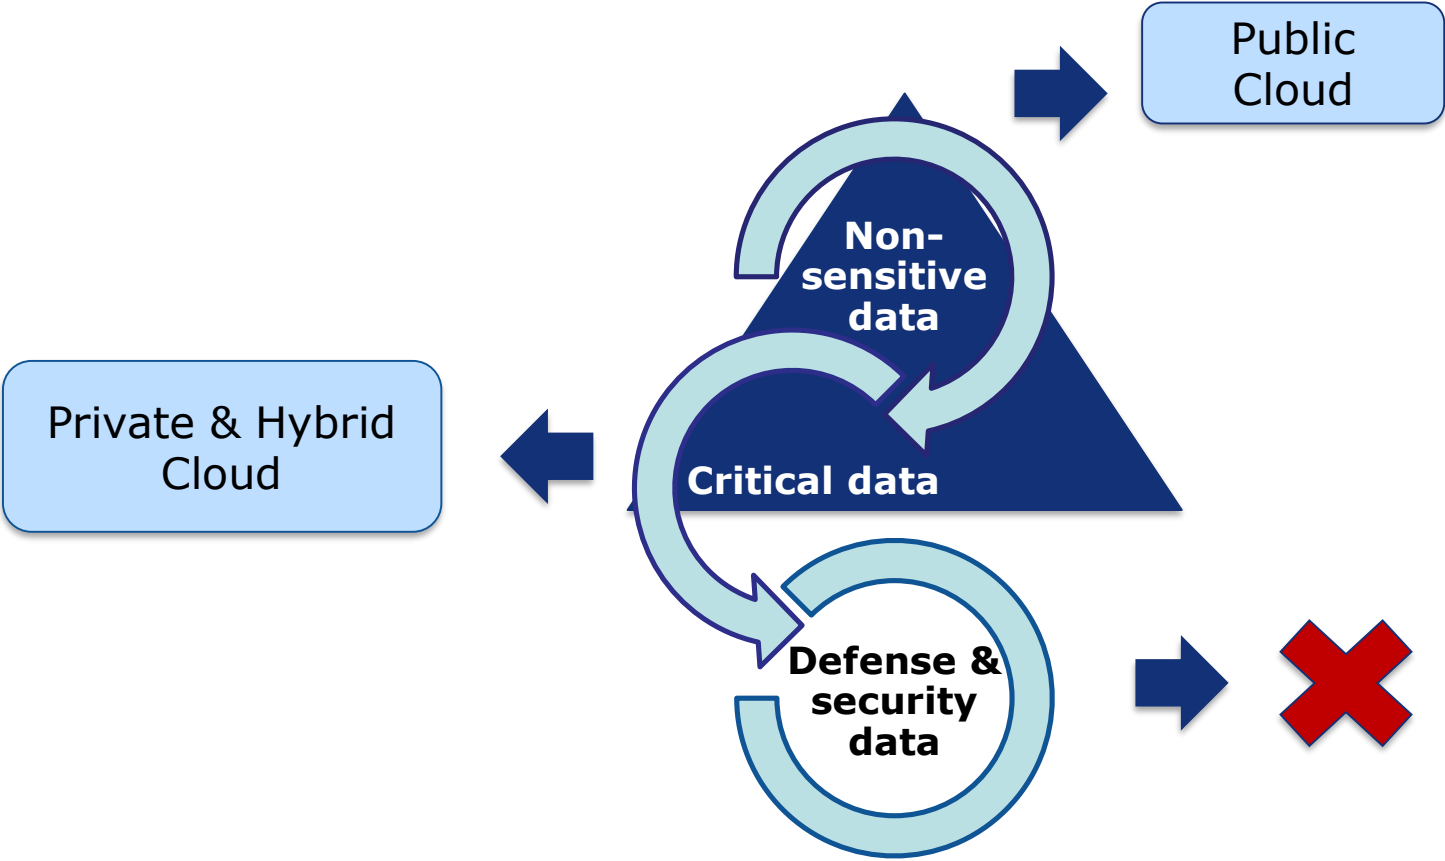 Public
Cloud
Non-
sensitive
data
Private & Hybrid
Cloud
Critical data
Defense &
security
data